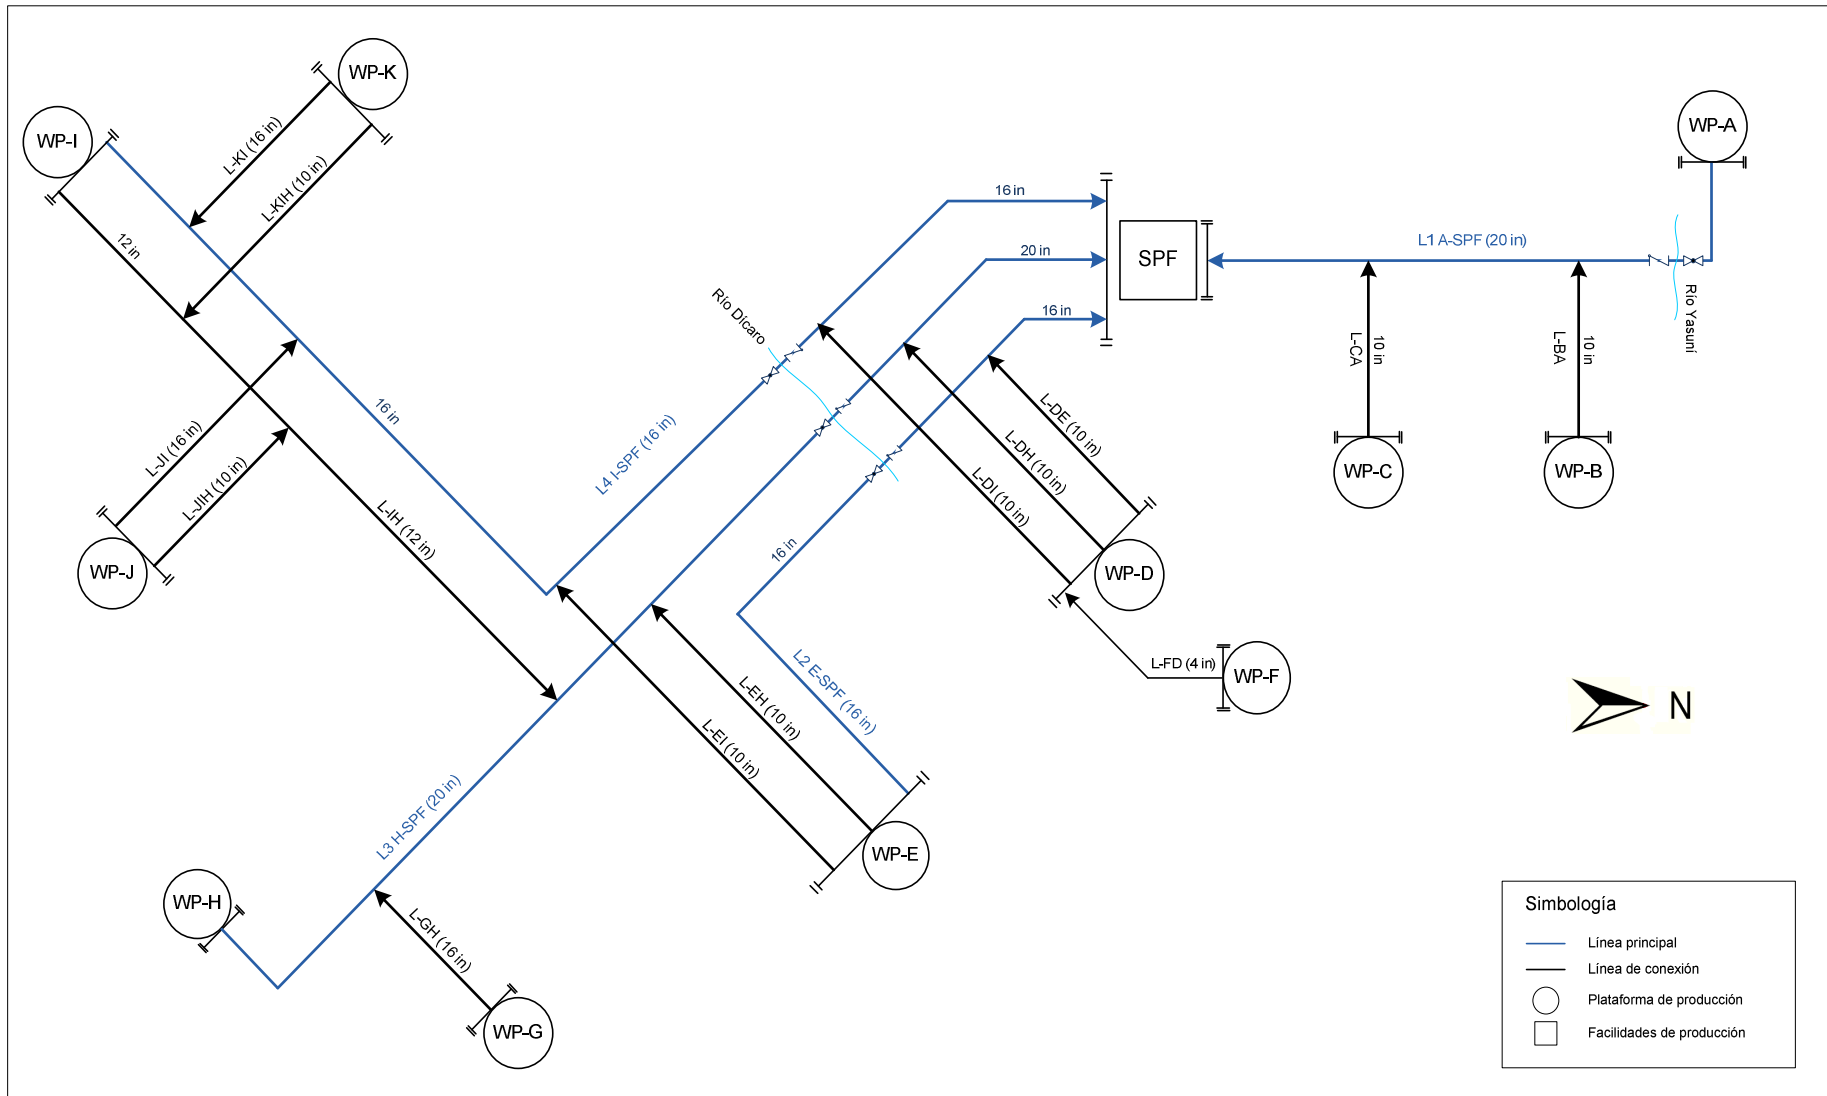 WP-K
WP-I
WP-A
L-KI (16 in)
L-KIH (10 in)
12 in
16 in
20 in
16 in
SPF
L1 A-SPF (20 in)
Río Yasuní
Río Dícaro
10 in
L-CA
10 in
L-BA
WP-C
WP-B
16 in
L-JI (16 in)
L-JIH (10 in)
WP-J
L-IH (12 in)
L4 I-SPF (16 in)
L-DE (10 in)
L-DH (10 in)
L-DI (10 in)
16 in
WP-D
L-FD (4 in)
WP-F
N
L2 E-SPF (16 in)
L-EH (10 in)
L-EI (10 in)
L3 H-SPF (20 in)
WP-E
WP-H
L-GH (16 in)
WP-G
Simbología
Línea principal
Línea de conexión
Plataforma de producción
Facilidades de producción